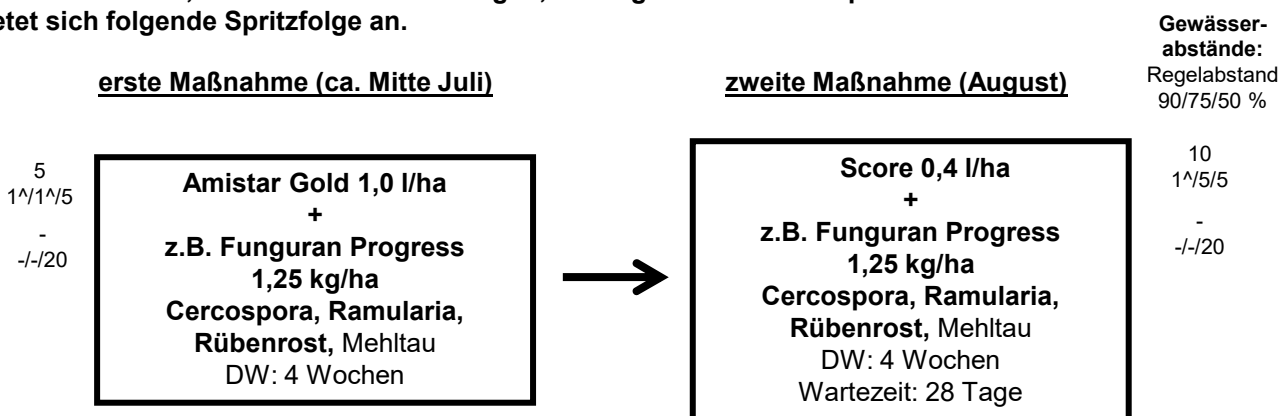 etet sich folgende Spritzfolge an.
Gewässer-
abstände:
Regelabstand
90/75/50 %
erste Maßnahme (ca. Mitte Juli)
zweite Maßnahme (August)
5
1^/1^/5
-
-/-/20
Amistar Gold 1,0 l/ha
+
z.B. Funguran Progress
1,25 kg/ha
Cercospora, Ramularia,
Rübenrost, Mehltau
DW: 4 Wochen
Score 0,4 l/ha
+
z.B. Funguran Progress
1,25 kg/ha
Cercospora, Ramularia,
Rübenrost, Mehltau
DW: 4 Wochen
Wartezeit: 28 Tage
10
1^/5/5
-
-/-/20